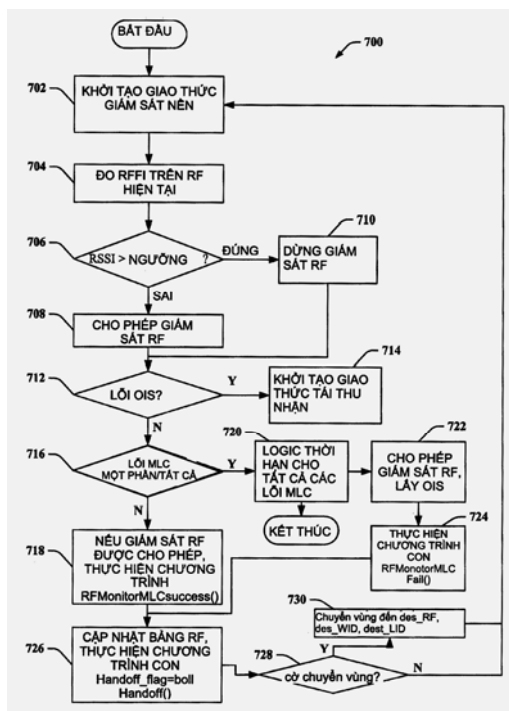 BẮT ĐẦU
700
702
KHỞI TẠO GIAO THỨC
GIÁM SÁT NỀN
704
ĐO RFFI TRÊN RF
HIỆN TẠI
706
RSSI > NGƯỠNG ?
ĐÚNG
710
DỪNG GIÁM
SÁT RF
SAI
708
CHO PHÉP GIÁM
SÁT RF
712
LỖI OIS?
Y
714
KHỞI TẠO GIAO
THỨC TÁI THU
NHẬN
N
716
LỖI MLC
MỘT PHẦN/TẤT CẢ
Y
720
LOGIC THỜI
HẠN CHO
TẤT CẢ CÁC
LỖI MLC
KẾT THÚC
722
CHO PHÉP
GIÁM SÁT RF,
LẤY OIS
724
THỰC HIỆN
CHƯƠNG TRÌNH
CON
RFMonotorMLC
Fail()
N
718
NẾU GIÁM SÁT RF
ĐƯỢC CHO PHÉP,
THỰC HIỆN CHƯƠNG
TRÌNH
RFMonitorMLCsuccess()
726
CẬP NHẬT BẢNG RF,
THỰC HIỆN CHƯƠNG
TRÌNH CON
Handoff_flag=boll
Handoff()
728
cờ chuyển vùng?
Y
N
730
Chuyển vùng đến des_RF,
des_WID, dest_LID